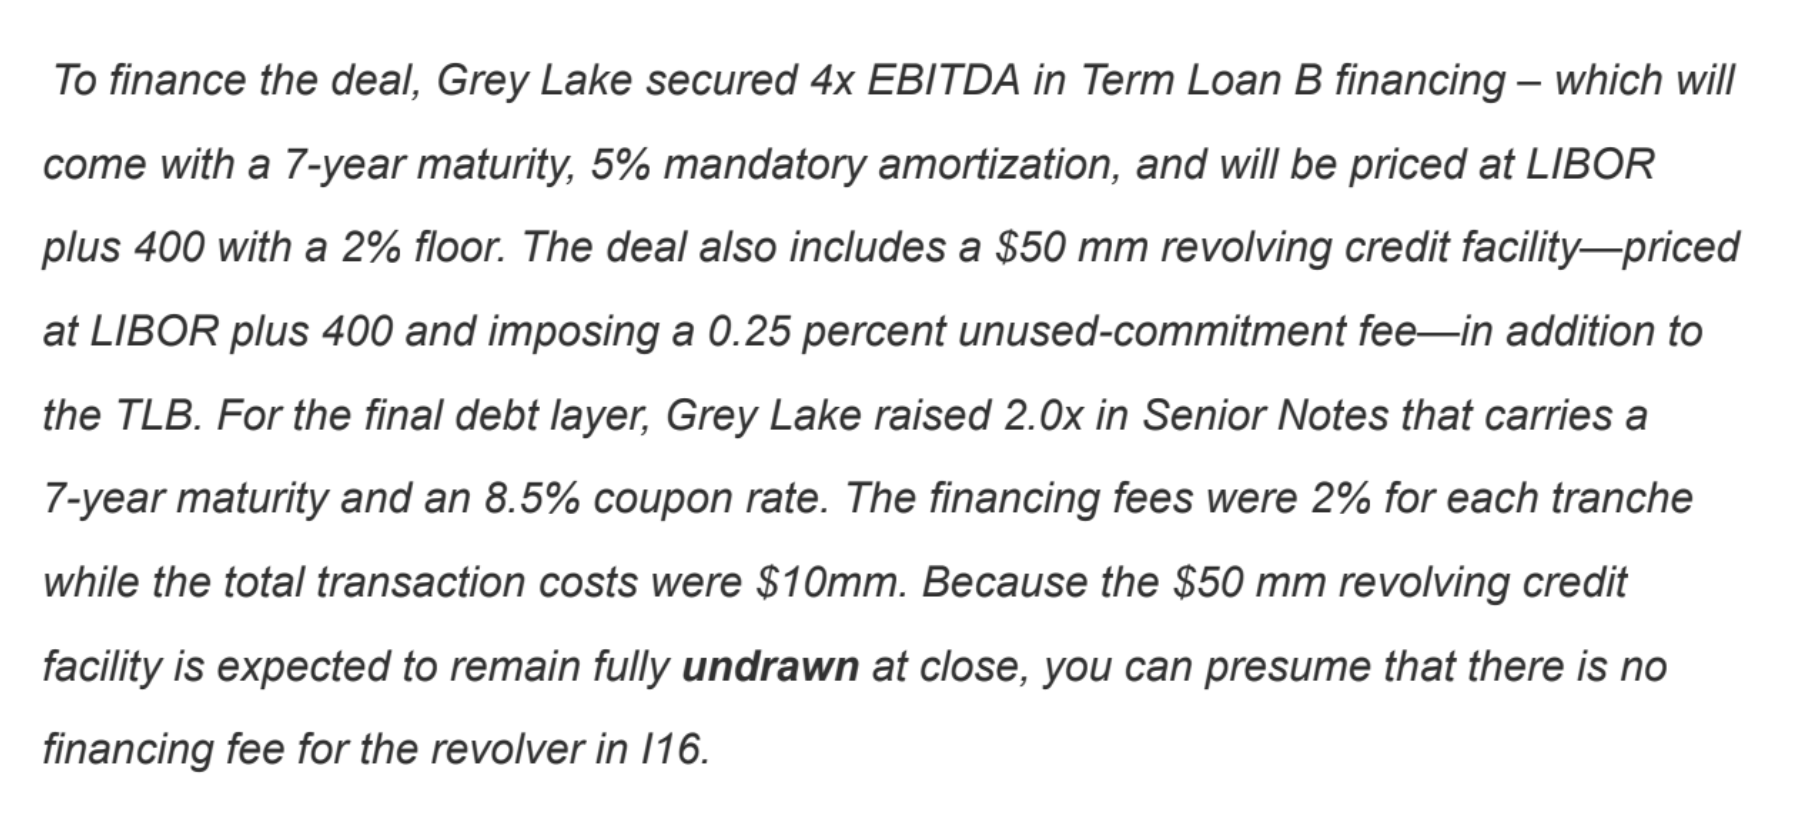 To finance the deal, Grey Lake secured 4x EBITDA in Term Loan B financing – which will
come with a 7-year maturity, 5% mandatory amortization, and will be priced at LIBOR
plus 400 with a 2% floor. The deal also includes a $50 mm revolving credit facility—priced
at LIBOR plus 400 and imposing a 0.25 percent unused-commitment fee—in addition to
the TLB. For the final debt layer, Grey Lake raised 2.0x in Senior Notes that carries a
7-year maturity and an 8.5% coupon rate. The financing fees were 2% for each tranche
while the total transaction costs were $10mm. Because the $50 mm revolving credit
facility is expected to remain fully undrawn at close, you can presume that there is no
financing fee for the revolver in I16.